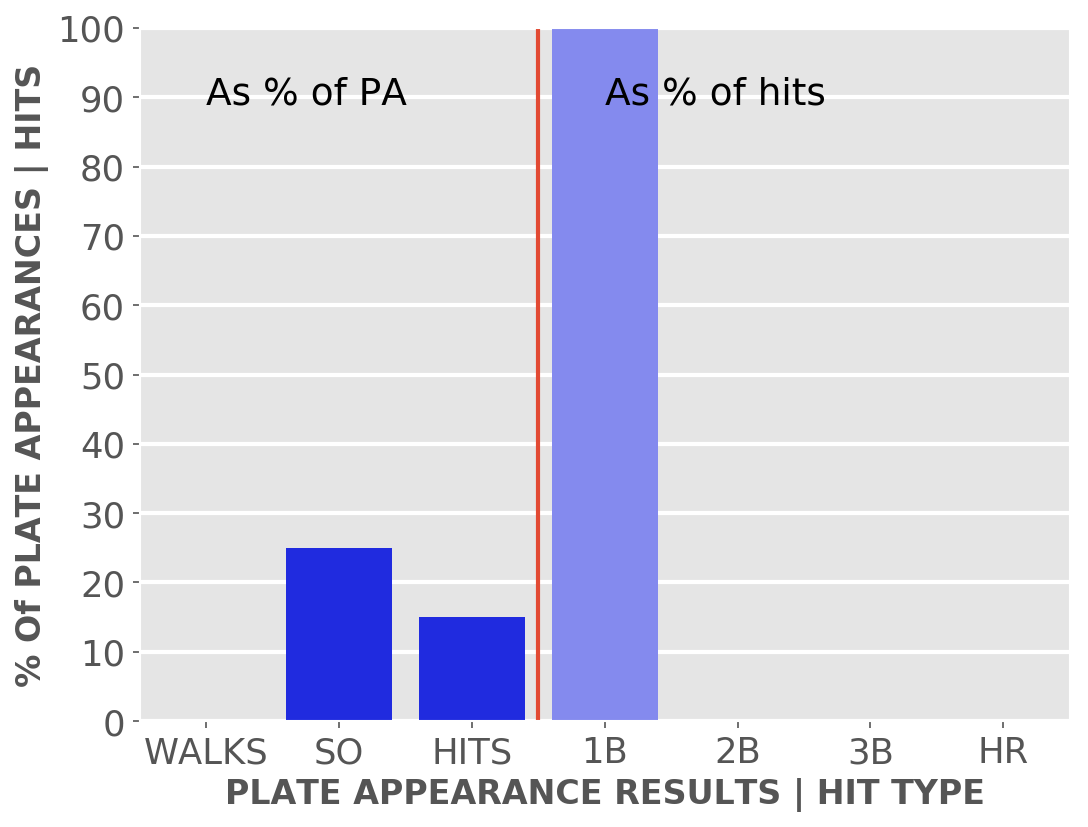 % Of PLATE APPEARANCES | HITS
100
90
80
70
60
50
40
30
20
10
0
As % of PA
As % of hits
WALKS SO HITS 1B 2B 3B HR
PLATE APPEARANCE RESULTS | HIT TYPE